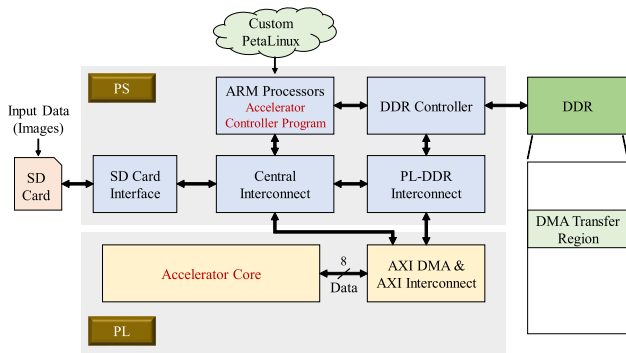 Custom
PetaLinux
PS
ARM Processors
Accelerator
Controller Program
DDR Controller
DDR
Input Data
(Images)
SD
Card
SD Card
Interface
Central
Interconnect
PL-DDR
Interconnect
DMA Transfer
Region
Accelerator Core
8
Data
AXI DMA &
AXI Interconnect
PL